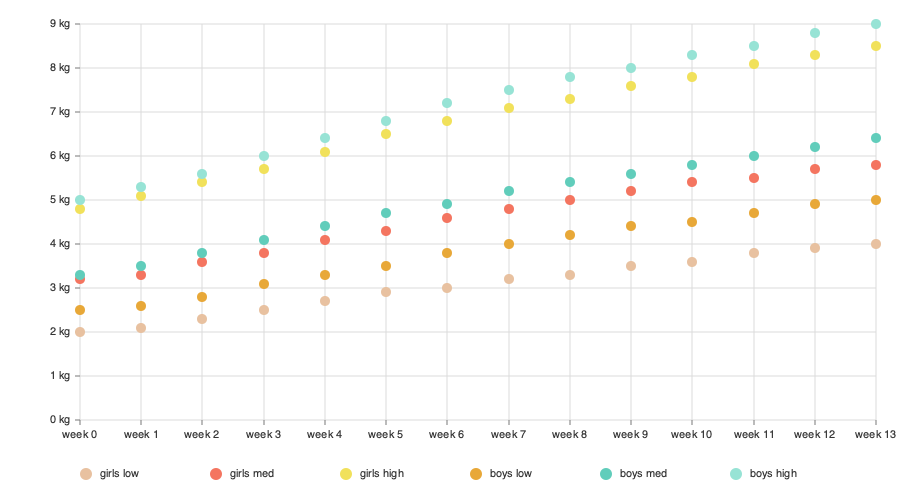 9 kg
8 kg
7 kg
6 kg
5 kg
4 kg
3 kg
2 kg
1 kg
0 kg
week 0 week 1 week 2 week 3 week 4 week 5 week 6 week 7 week 8 week 9 week 10 week 11 week 12 week 13
girls low girls med girls high boys low boys med boys high